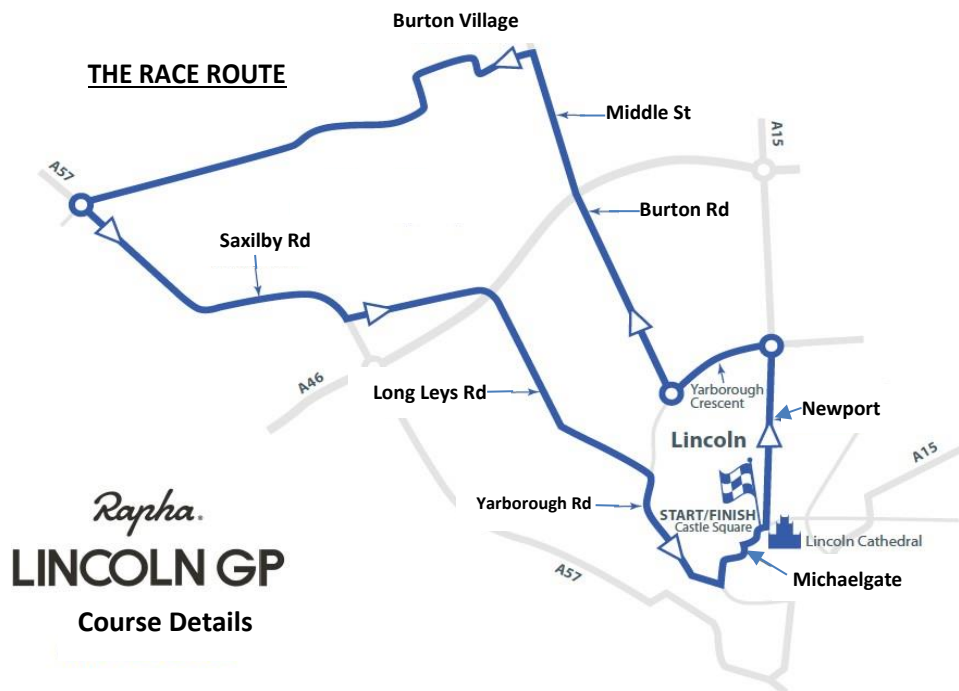 Burton Village
THE RACE ROUTE
Middle St
A15
A57
Burton Rd
Saxilby Rd
A46
Long Leys Rd
Yarborough
Crescent
Newport
Lincoln
A15
Yarborough Rd
START/FINISH
Castle Square
Lincoln Cathedral
Rapha.
LINCOLN GP
A57
Michaelgate
Course Details